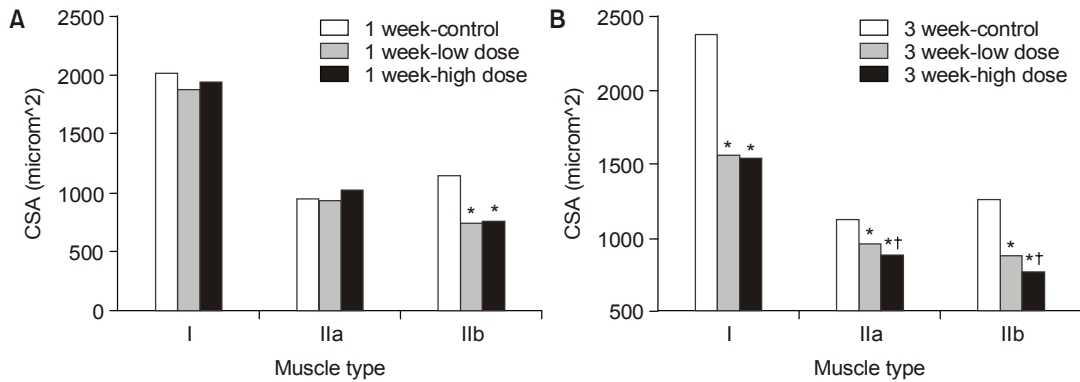 A
2500
2000
1500
1000
500
0
CSA (microm^2)
1 week-control
1 week-low dose
1 week-high dose
* *
I IIa IIb
Muscle type
B
2500
2000
1500
1000
500
CSA (microm^2)
3 week-control
3 week-low dose
3 week-high dose
* *
* *†
* *†
I IIa IIb
Muscle type